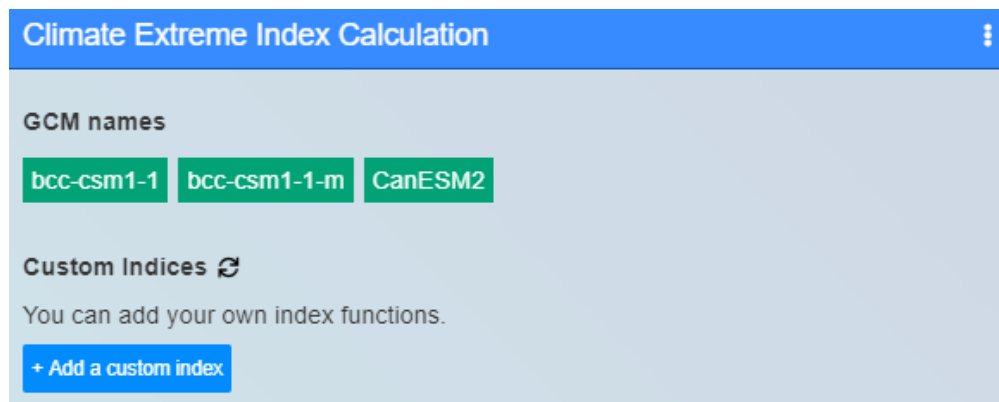 Climate Extreme Index Calculation
GCM names
bcc-csm1-1 bcc-csm1-1-m CanESM2
Custom Indices
You can add your own index functions.
+ Add a custom index